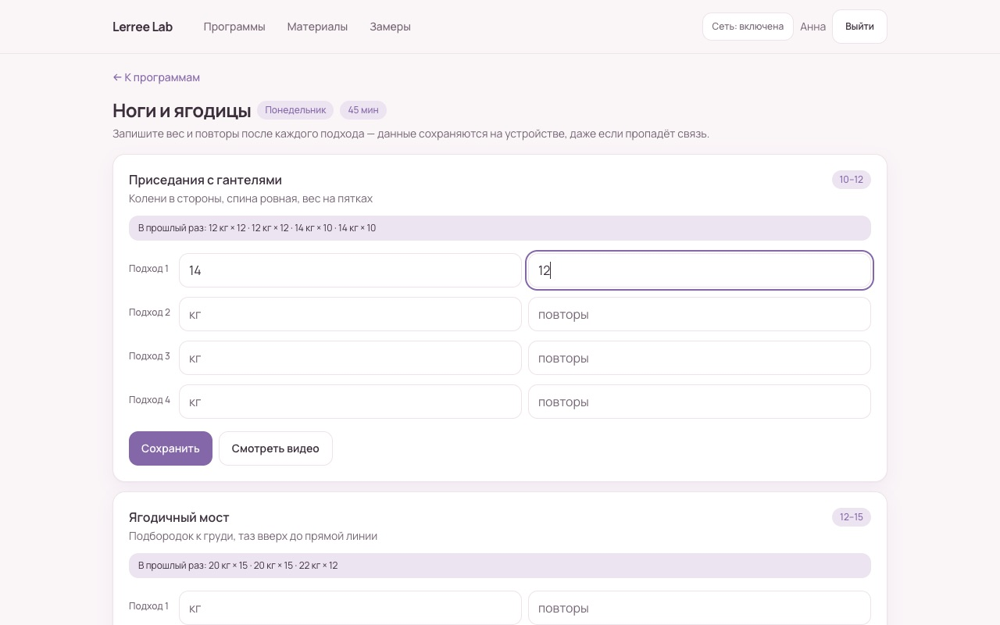 Lerree Lab Программы Материалы Замеры Сеть: включена Анна Выйти
← К программам
Ноги и ягодицы Понедельник 45 мин
Запишите вес и повторы после каждого подхода — данные сохраняются на устройстве, даже если пропадёт связь.
Приседания с гантелями 10–12
Колени в стороны, спина ровная, вес на пятках
В прошлый раз: 12 кг × 12 · 12 кг × 12 · 14 кг × 10 · 14 кг × 10
Подход 1 14 12
Подход 2 кг повторы
Подход 3 кг повторы
Подход 4 кг повторы
Сохранить Смотреть видео
Ягодичный мост 12–15
Подбородок к груди, таз вверх до прямой линии
В прошлый раз: 20 кг × 15 · 20 кг × 15 · 22 кг × 12
Подход 1 кг повторы